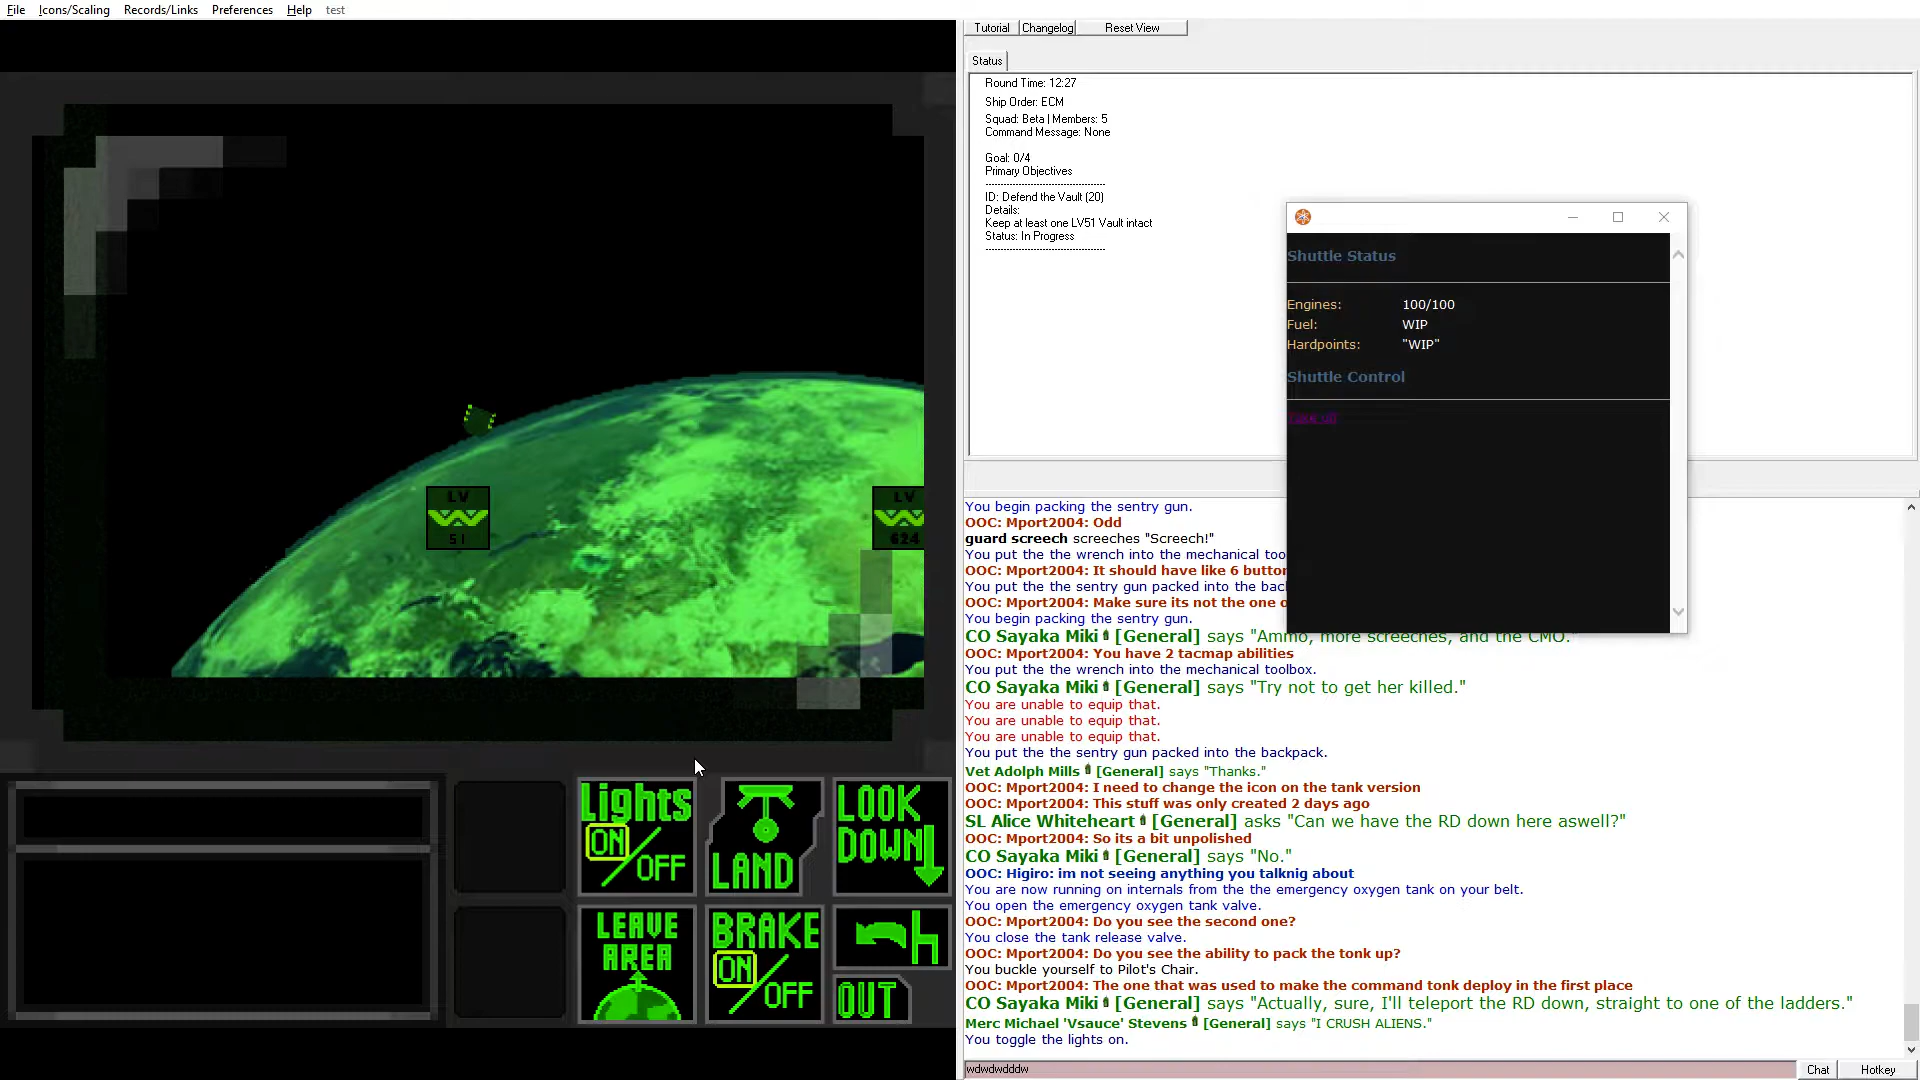 File Icons/Scaling Records/Links Preferences Help test
Tutorial Changelog Reset View
Status
Round Time: 12:27
Ship Order: ECM
Squad: Beta | Members: 5
Command Message: None
Goal: 0/4
Primary Objectives
----------------------------------------
ID: Defend the Vault (20)
Details:
Keep at least one LV51 Vault intact
Status: In Progress
----------------------------------------
Shuttle Status
Engines: 100/100
Fuel: WIP
Hardpoints: "WIP"
Shuttle Control
Take off
LV
51
LV
624
Lights
ON/OFF
LAND
LOOK
DOWN
LEAVE
AREA
BRAKE
ON/OFF
OUT
You begin packing the sentry gun.
OOC: Mport2004: Odd
guard screech screeches "Screech!"
You put the the wrench into the mechanical too
OOC: Mport2004: It should have like 6 button
You put the the sentry gun packed into the back
OOC: Mport2004: Make sure its not the one o
You begin packing the sentry gun.
CO Sayaka Miki [General] says "Ammo, more screeches, and the CMO."
OOC: Mport2004: You have 2 tacmap abilities
You put the the wrench into the mechanical toolbox.
CO Sayaka Miki [General] says "Try not to get her killed."
You are unable to equip that.
You are unable to equip that.
You are unable to equip that.
You put the the sentry gun packed into the backpack.
Vet Adolph Mills [General] says "Thanks."
OOC: Mport2004: I need to change the icon on the tank version
OOC: Mport2004: This stuff was only created 2 days ago
SL Alice Whiteheart [General] asks "Can we have the RD down here aswell?"
OOC: Mport2004: So its a bit unpolished
CO Sayaka Miki [General] says "No."
OOC: Higiro: im not seeing anything you talknig about
You are now running on internals from the the emergency oxygen tank on your belt.
You open the emergency oxygen tank valve.
OOC: Mport2004: Do you see the second one?
You close the tank release valve.
OOC: Mport2004: Do you see the ability to pack the tonk up?
You buckle yourself to Pilot's Chair.
OOC: Mport2004: The one that was used to make the command tonk deploy in the first place
CO Sayaka Miki [General] says "Actually, sure, I'll teleport the RD down, straight to one of the ladders."
Merc Michael 'Vsauce' Stevens [General] says "I CRUSH ALIENS."
You toggle the lights on.
wdwdwdddw Chat Hotkey